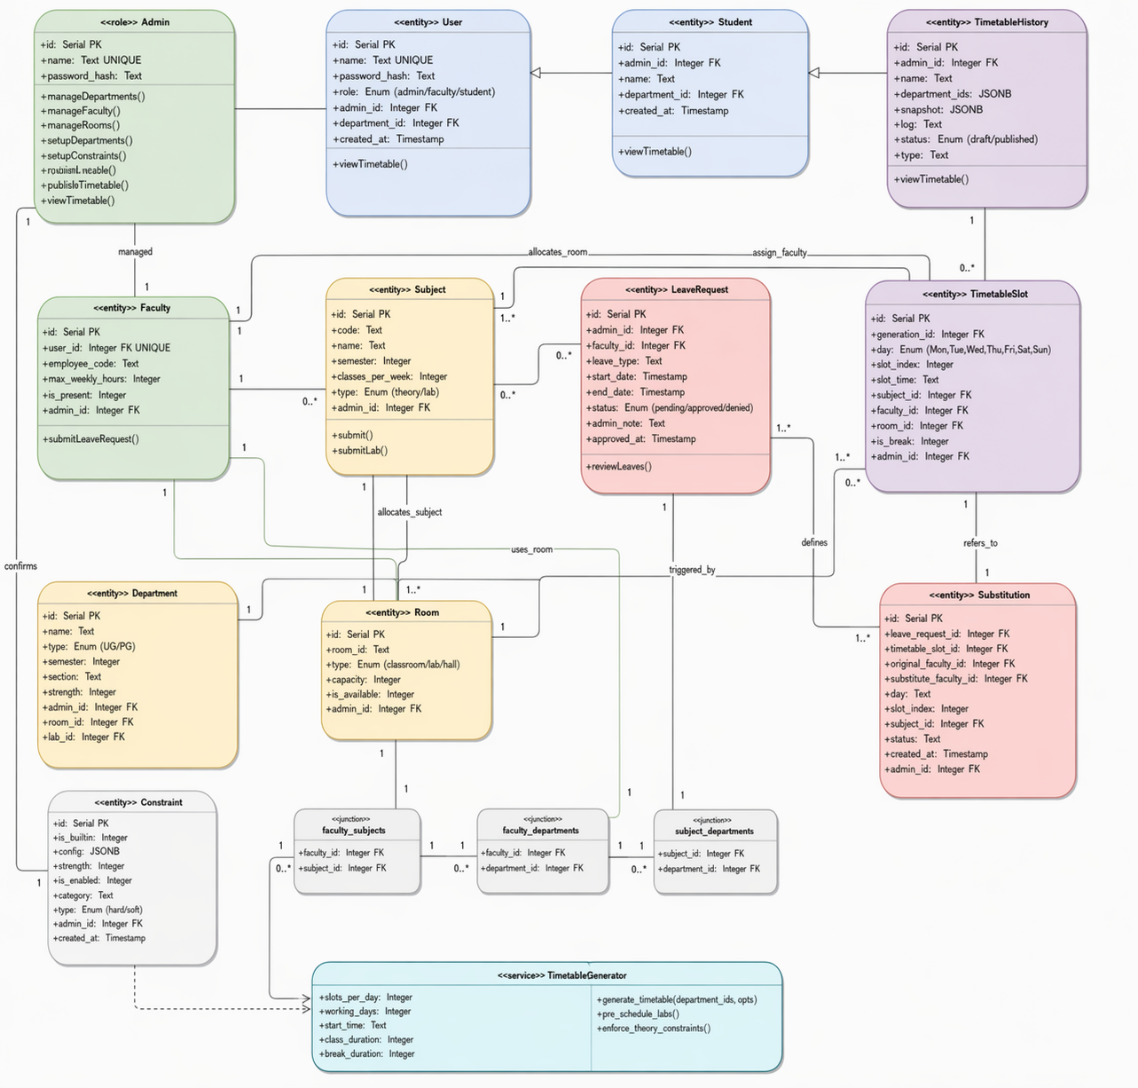 <<role>> Admin
+id: Serial PK
+name: Text UNIQUE
+password_hash: Text
+manageDepartments()
+manageFaculty()
+manageRooms()
+setupDepartments()
+setupConstraints()
+publisloTimetable()
+viewTimetable()
<<entity>> User
+id: Serial PK
+name: Text UNIQUE
+password_hash: Text
+role: Enum (admin/faculty/student)
+admin_id: Integer FK
+department_id: Integer FK
+created_at: Timestamp
+viewTimetable()
<<entity>> Student
+id: Serial PK
+admin_id: Integer FK
+name: Text
+department_id: Integer FK
+created_at: Timestamp
+viewTimetable()
<<entity>> TimetableHistory
+id: Serial PK
+admin_id: Integer FK
+name: Text
+department_ids: JSONB
+snapshot: JSONB
+log: Text
+status: Enum (draft/published)
+type: Text
+viewTimetable()
1
managed
1
1
0..*
allocates_room
assign_faculty
<<entity>> Faculty
+id: Serial PK
+user_id: Integer FK UNIQUE
+employee_code: Text
+max_weekly_hours: Integer
+is_present: Integer
+admin_id: Integer FK
+submitLeaveRequest()
1
1
0..*
1
1
<<entity>> Subject
+id: Serial PK
+code: Text
+name: Text
+semester: Integer
+classes_per_week: Integer
+type: Enum (theory/lab)
+admin_id: Integer FK
+submit()
+submitLab()
1
1..*
0..*
0..*
<<entity>> LeaveRequest
+id: Serial PK
+admin_id: Integer FK
+faculty_id: Integer FK
+leave_type: Text
+start_date: Timestamp
+end_date: Timestamp
+status: Enum (pending/approved/denied)
+admin_note: Text
+approved_at: Timestamp
+reviewLeaves()
1..*
1..*
0..*
<<entity>> TimetableSlot
+id: Serial PK
+generation_id: Integer FK
+day: Enum (Mon,Tue,Wed,Thu,Fri,Sat,Sun)
+slot_index: Integer
+slot_time: Text
+subject_id: Integer FK
+faculty_id: Integer FK
+room_id: Integer FK
+is_break: Integer
+admin_id: Integer FK
1
allocates_subject
1
1
uses_room
defines
refers_to
confirms
triggered_by
1
1..*
1
<<entity>> Department
+id: Serial PK
+name: Text
+type: Enum (UG/PG)
+semester: Integer
+section: Text
+strength: Integer
+admin_id: Integer FK
+room_id: Integer FK
+lab_id: Integer FK
1
<<entity>> Room
+id: Serial PK
+room_id: Text
+type: Enum (classroom/lab/hall)
+capacity: Integer
+is_available: Integer
+admin_id: Integer FK
1
1..*
<<entity>> Substitution
+id: Serial PK
+leave_request_id: Integer FK
+timetable_slot_id: Integer FK
+original_faculty_id: Integer FK
+substitute_faculty_id: Integer FK
+day: Text
+slot_index: Integer
+subject_id: Integer FK
+status: Text
+created_at: Timestamp
+admin_id: Integer FK
1
1
1
1
<<entity>> Constraint
+id: Serial PK
+is_builtin: Integer
+config: JSONB
+strength: Integer
+is_enabled: Integer
+category: Text
+type: Enum (hard/soft)
+admin_id: Integer FK
+created_at: Timestamp
1
1
0..*
<<junction>>
faculty_subjects
+faculty_id: Integer FK
+subject_id: Integer FK
1
1
0..*
<<junction>>
faculty_departments
+faculty_id: Integer FK
+department_id: Integer FK
1
1
0..*
<<junction>>
subject_departments
+subject_id: Integer FK
+department_id: Integer FK
<<service>> TimetableGenerator
+slots_per_day: Integer
+working_days: Integer
+start_time: Text
+class_duration: Integer
+break_duration: Integer
+generate_timetable(department_ids, opts)
+pre_schedule_labs()
+enforce_theory_constraints()